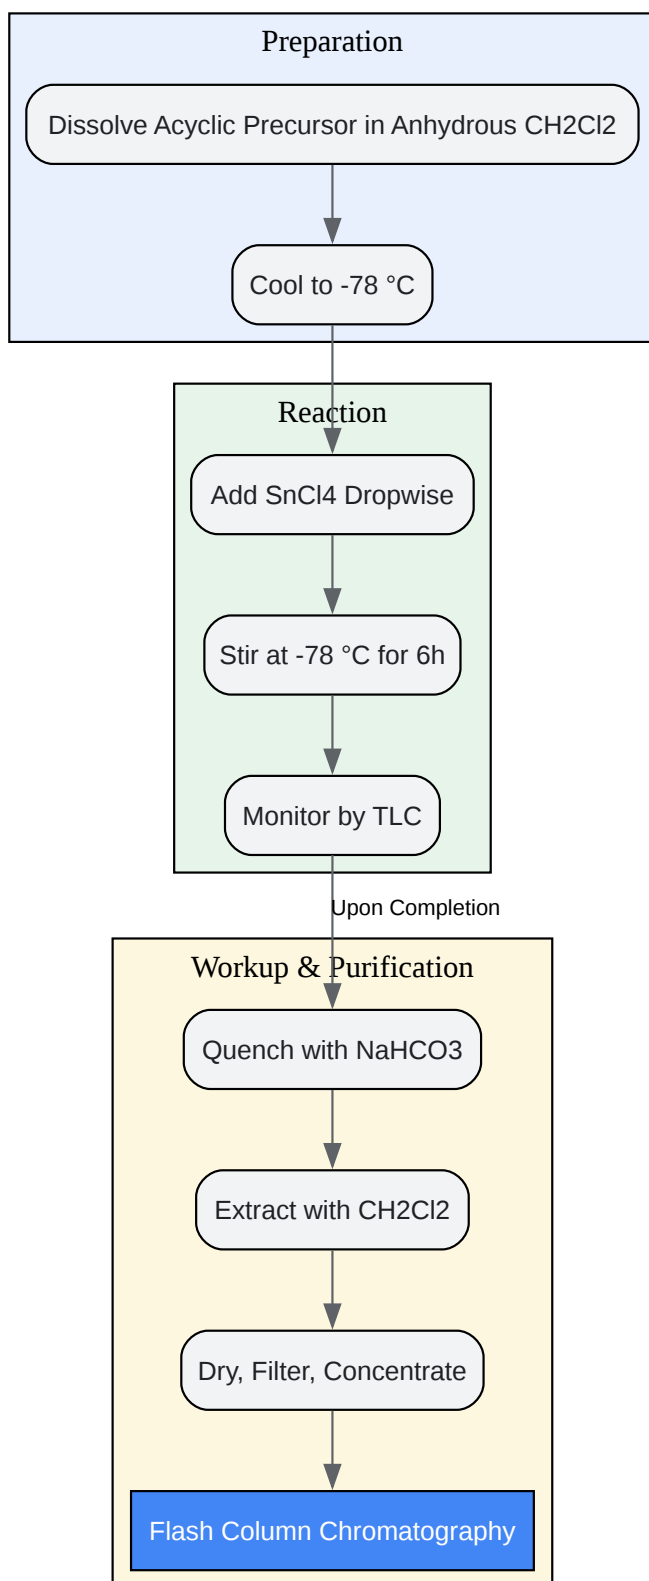 Preparation
Dissolve Acyclic Precursor in Anhydrous CH2Cl2
Cool to -78 °C
Reaction
Add SnCl4 Dropwise
Stir at -78 °C for 6h
Monitor by TLC
Upon Completion
Workup & Purification
Quench with NaHCO3
Extract with CH2Cl2
Dry, Filter, Concentrate
Flash Column Chromatography